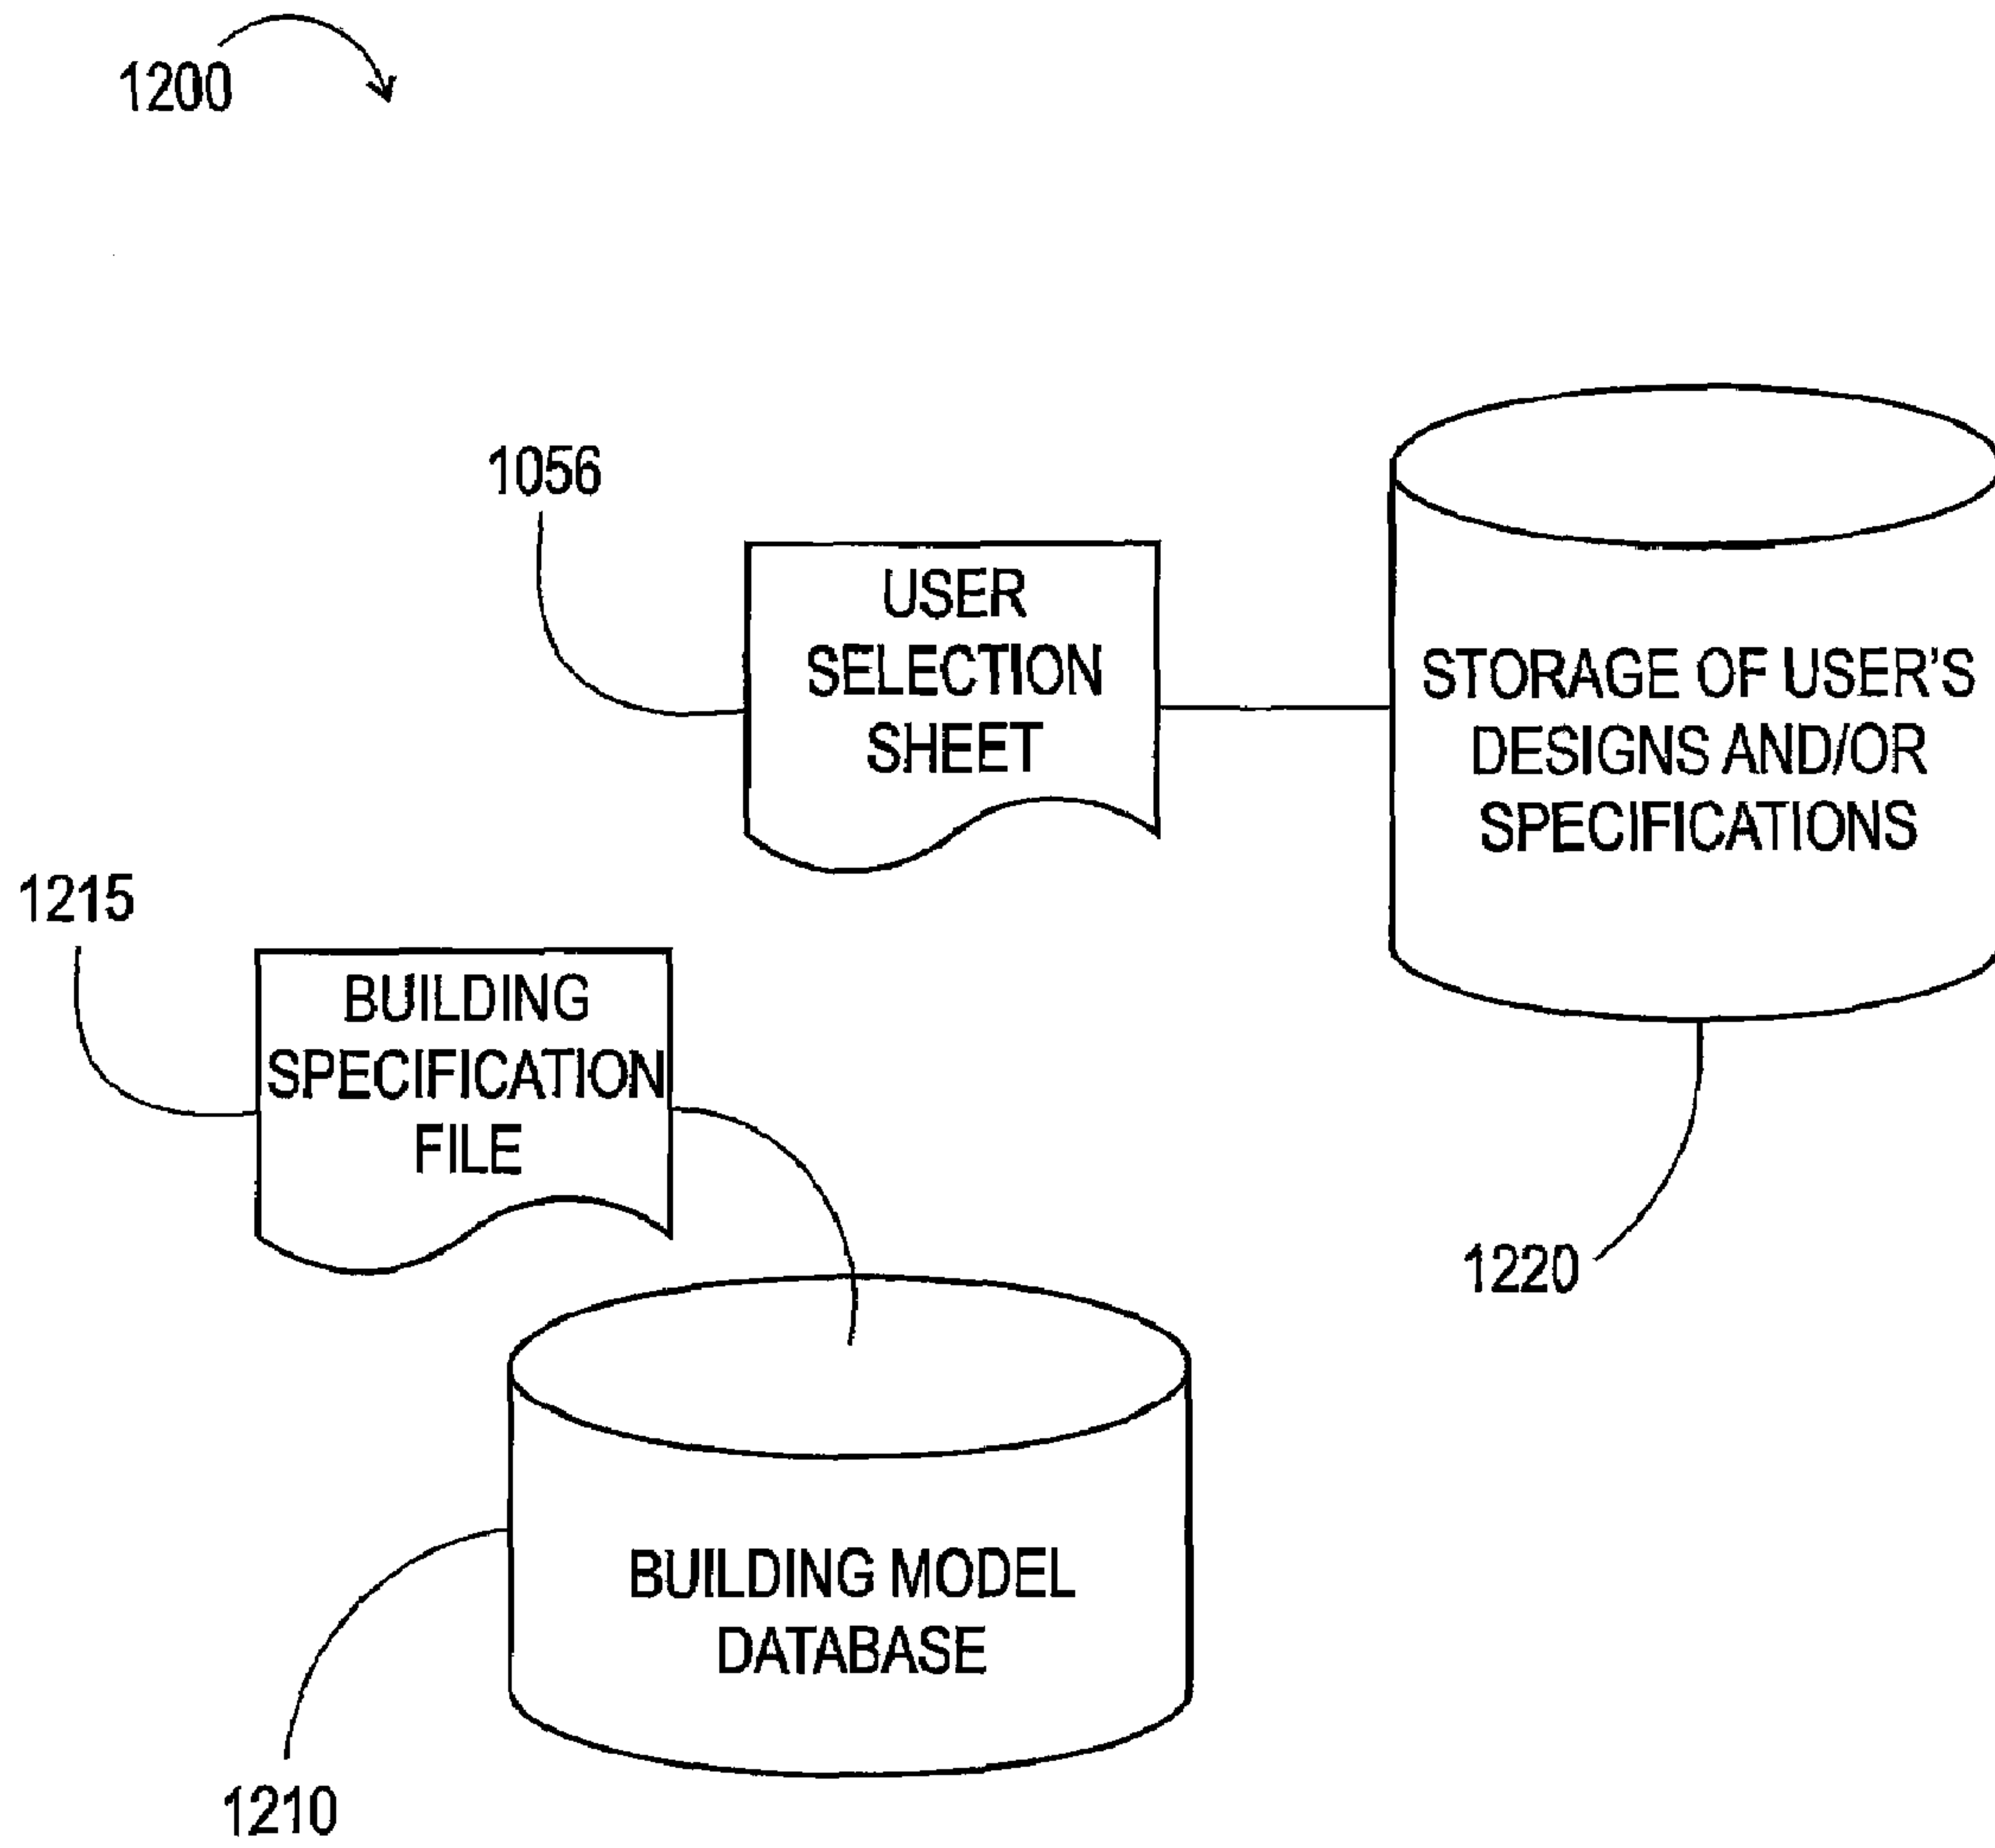 1200
1056
USER
SELECTION
SHEET
STORAGE OF USER'S
DESIGNS AND/OR
SPECIFICATIONS
1215
BUILDING
SPECIFICATION
FILE
1220
BUILDING MODEL
DATABASE
1210